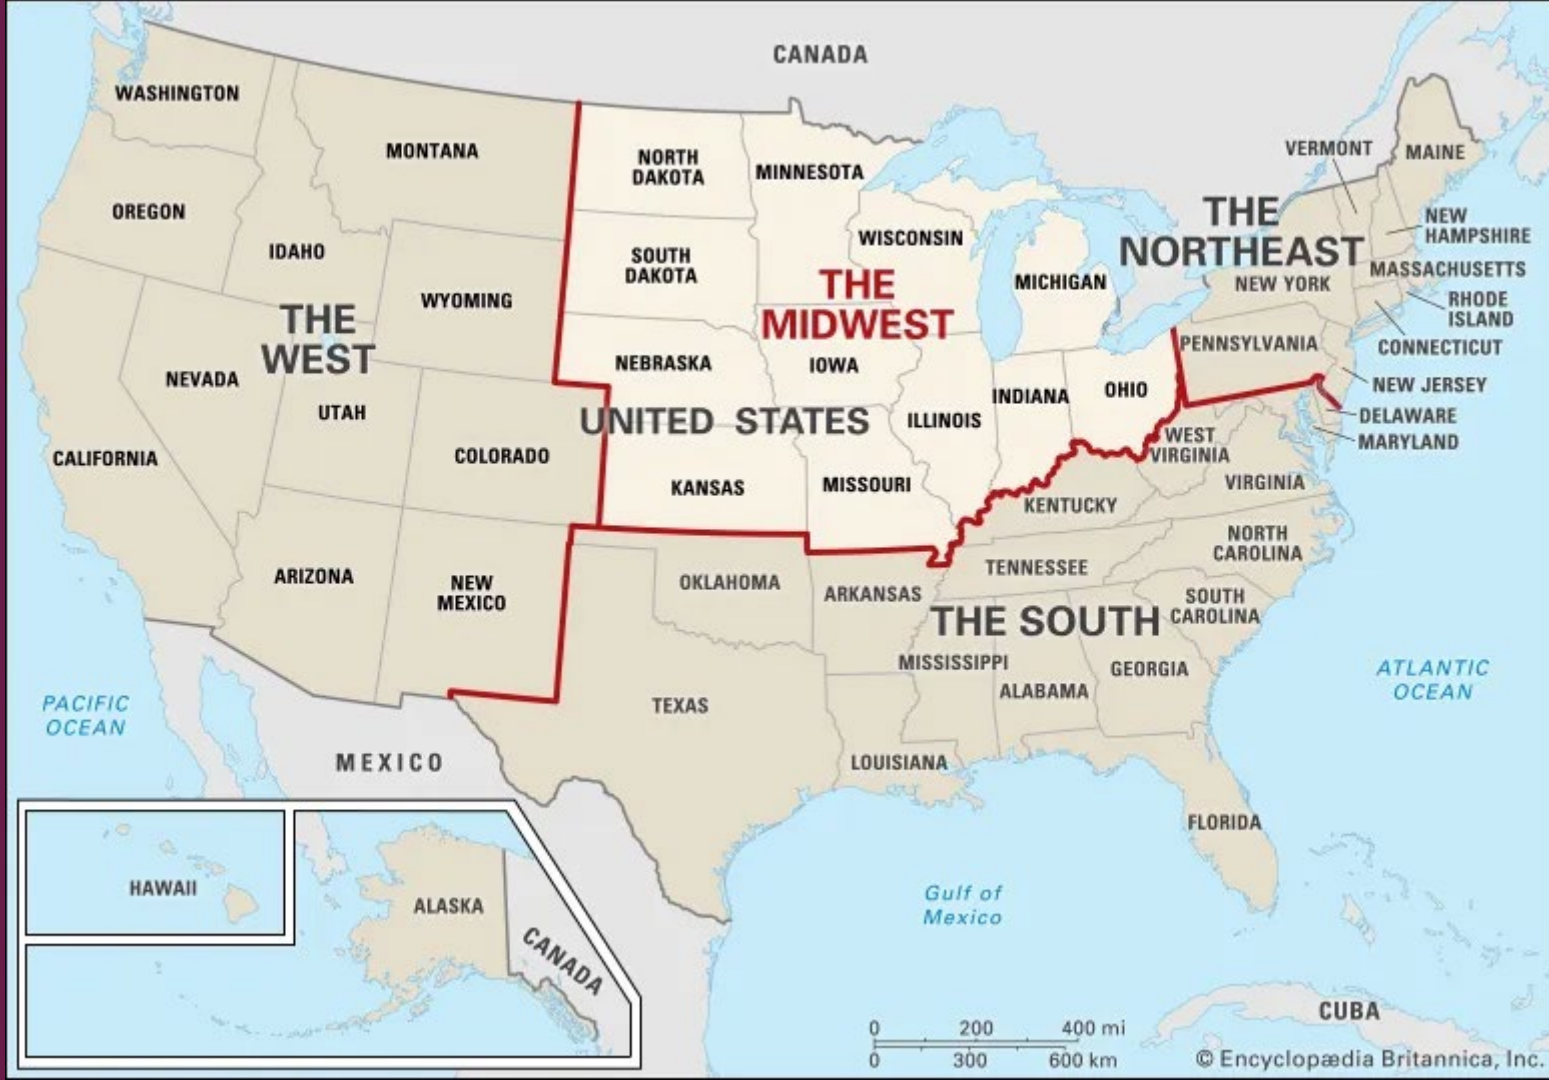 CANADA
WASHINGTON
MONTANA
OREGON
IDAHO
WYOMING
THE
WEST
NEVADA
UTAH
CALIFORNIA
COLORADO
ARIZONA
NEW
MEXICO
NORTH
DAKOTA
MINNESOTA
SOUTH
DAKOTA
WISCONSIN
MICHIGAN
THE
MIDWEST
NEBRASKA
IOWA
UNITED STATES
ILLINOIS
INDIANA
OHIO
KANSAS
MISSOURI
VERMONT
MAINE
THE
NORTHEAST
NEW
HAMPSHIRE
NEW YORK
MASSACHUSETTS
RHODE
ISLAND
PENNSYLVANIA
CONNECTICUT
NEW JERSEY
DELAWARE
MARYLAND
WEST
VIRGINIA
VIRGINIA
KENTUCKY
NORTH
CAROLINA
TENNESSEE
OKLAHOMA
ARKANSAS
SOUTH
CAROLINA
THE SOUTH
MISSISSIPPI
ALABAMA
GEORGIA
TEXAS
LOUISIANA
FLORIDA
PACIFIC
OCEAN
ATLANTIC
OCEAN
MEXICO
Gulf of
Mexico
HAWAII
ALASKA
CANADA
CUBA
0 200 400 mi
0 300 600 km
© Encyclopædia Britannica, Inc.